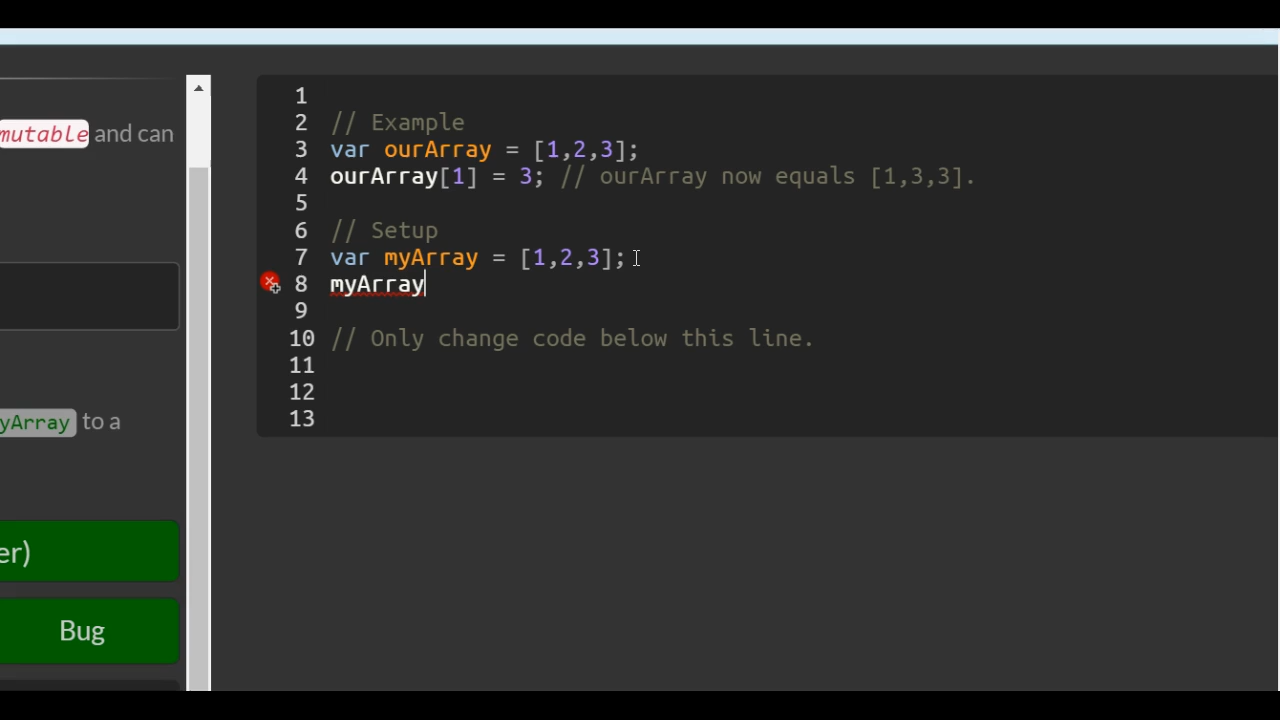 mutable and can
yArray to a
er)
Bug
1
2 // Example
3 var ourArray = [1,2,3];
4 ourArray[1] = 3; // ourArray now equals [1,3,3].
5
6 // Setup
7 var myArray = [1,2,3];
8 myArray
9
10 // Only change code below this line.
11
12
13